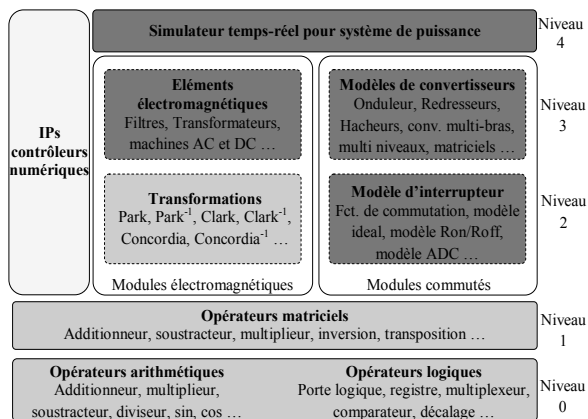 Simulateur temps-réel pour système de puissance
Niveau
4
IPs
contrôleurs
numériques
Eléments
électromagnétiques
Filtres, Transformateurs,
machines AC et DC …
Modèles de convertisseurs
Onduleur, Redresseurs,
Hacheurs, conv. multi-bras,
multi niveaux, matriciels …
Niveau
3
Transformations
Park, Park⁻¹, Clark, Clark⁻¹,
Concordia, Concordia⁻¹ …
Modèle d’interrupteur
Fct. de commutation, modèle
ideal, modèle Ron/Roff,
modèle ADC …
Niveau
2
Modules électromagnétiques
Modules commutés
Opérateurs matriciels
Additionneur, soustracteur, multiplieur, inversion, transposition …
Niveau
1
Opérateurs arithmétiques
Additionneur, multiplieur,
soustracteur, diviseur, sin, cos …
Opérateurs logiques
Porte logique, registre, multiplexeur,
comparateur, décalage …
Niveau
0